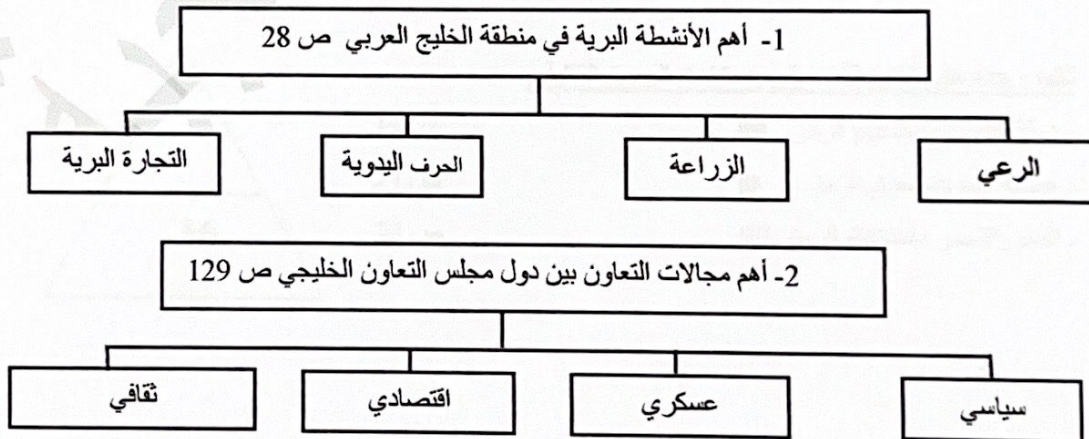 1- أهم الأنشطة البرية في منطقة الخليج العربي ص 28
الرعي
الزراعة
الحرف اليدوية
التجارة البرية
2- أهم مجالات التعاون بين دول مجلس التعاون الخليجي ص 129
سياسي
عسكري
اقتصادي
ثقافي